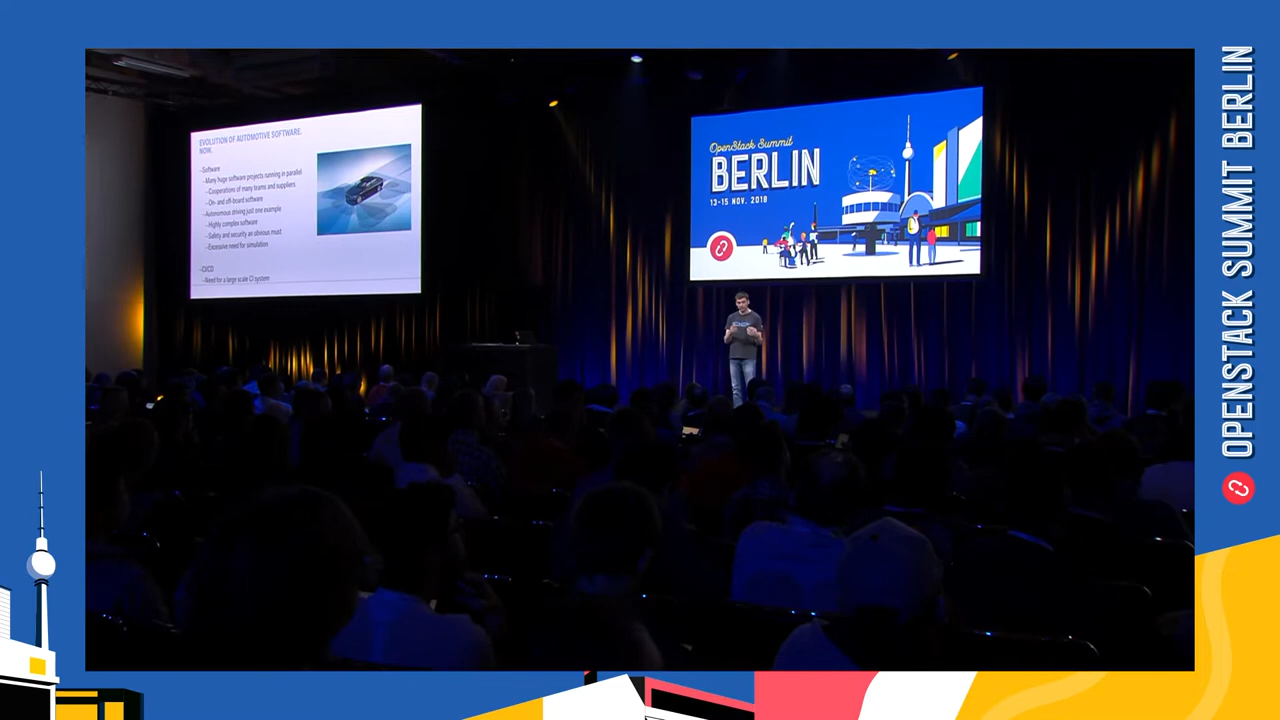 EVOLUTION OF AUTOMOTIVE SOFTWARE.
NOW.
-Software
-Many huge software projects running in parallel
-Cooperations of many teams and suppliers
-On- and off-board software
-Autonomous driving just one example
-Highly complex software
-Safety and security an obvious must
-Excessive need for simulation
-CI/CD
-Need for a large scale CI system
OpenStack Summit
BERLIN
13-15 NOV. 2018
OPENSTACK SUMMIT BERLIN